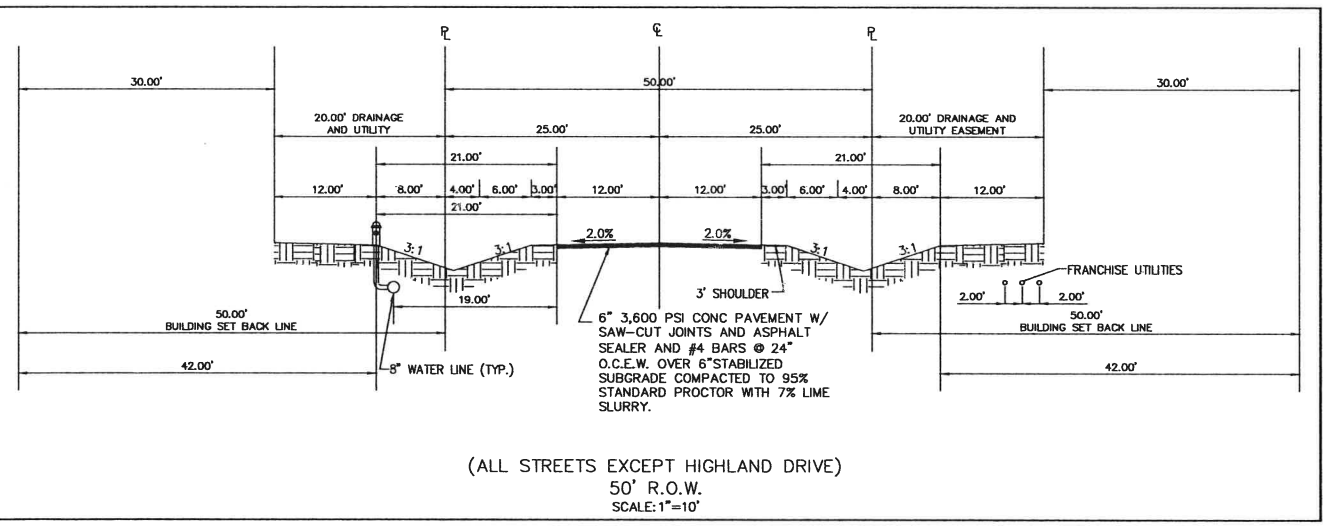 ℄
30.00'
50.00'
30.00'
20.00' DRAINAGE
AND UTILITY
25.00'
25.00'
20.00' DRAINAGE AND
UTILITY EASEMENT
21.00'
21.00'
12.00'
8.00'
4.00'
6.00'
3.00'
12.00'
12.00'
3.00'
6.00'
4.00'
8.00'
12.00'
21.00'
3:1
3:1
2.0%
2.0%
3:1
3:1
FRANCHISE UTILITIES
3' SHOULDER
2.00'
2.00'
19.00'
50.00'
BUILDING SET BACK LINE
6" 3,600 PSI CONC PAVEMENT W/
SAW-CUT JOINTS AND ASPHALT
SEALER AND #4 BARS @ 24"
O.C.E.W. OVER 6"STABILIZED
SUBGRADE COMPACTED TO 95%
STANDARD PROCTOR WITH 7% LIME
SLURRY.
50.00'
BUILDING SET BACK LINE
42.00'
8" WATER LINE (TYP.)
42.00'
(ALL STREETS EXCEPT HIGHLAND DRIVE)
50' R.O.W.
SCALE: 1"=10'